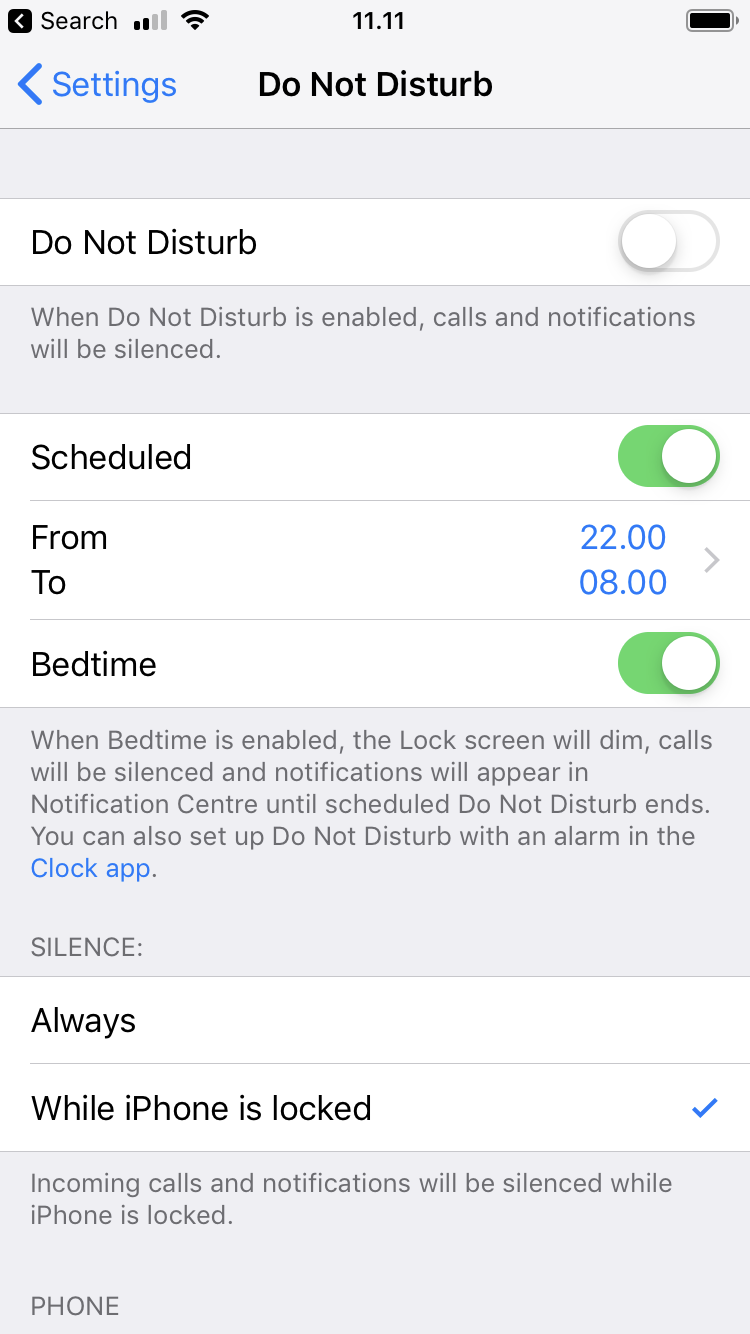 Search 11.11
Settings Do Not Disturb
Do Not Disturb
When Do Not Disturb is enabled, calls and notifications
will be silenced.
Scheduled
From 22.00
To 08.00
Bedtime
When Bedtime is enabled, the Lock screen will dim, calls
will be silenced and notifications will appear in
Notification Centre until scheduled Do Not Disturb ends.
You can also set up Do Not Disturb with an alarm in the
Clock app.
SILENCE:
Always
While iPhone is locked
Incoming calls and notifications will be silenced while
iPhone is locked.
PHONE